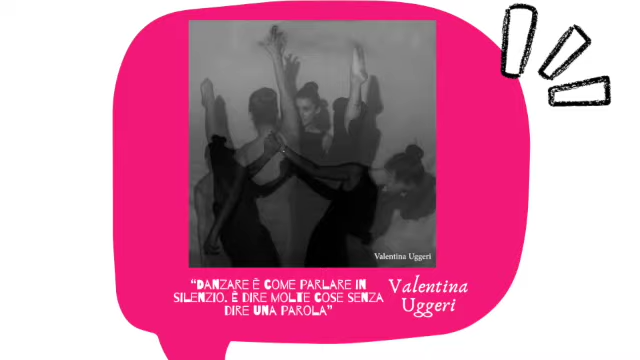 Valentina Uggeri
“DANZARE È COME PARLARE IN
SILENZIO. È DIRE MOLTE COSE SENZA
DIRE UNA PAROLA”
Valentina
Uggeri